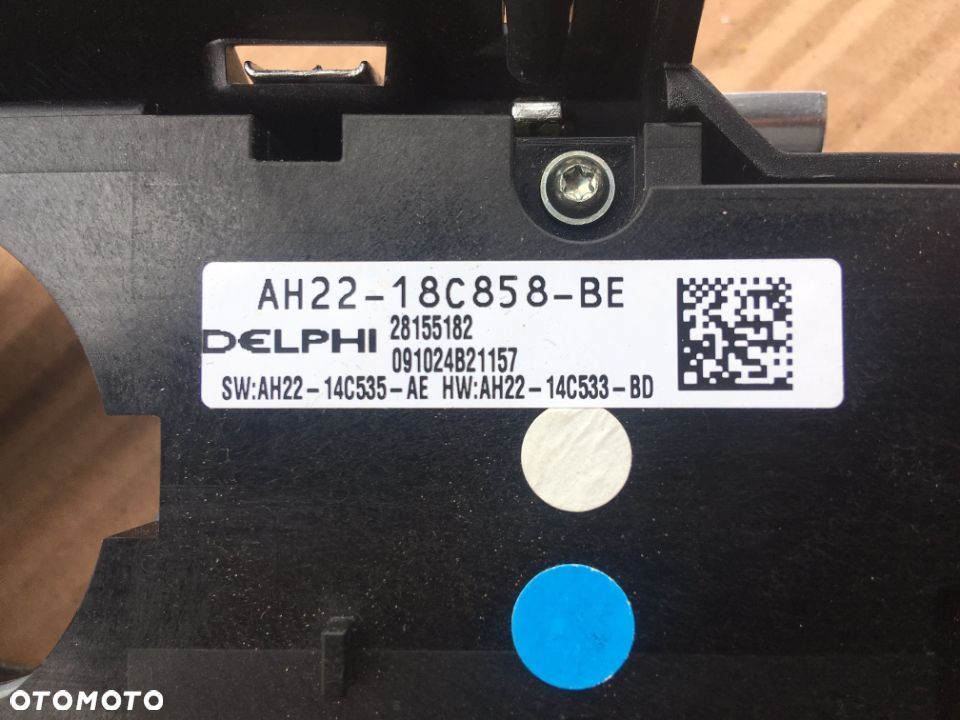 AH22-18C858-BE
DELPHI 28155182
091024B21157
SW:AH22-14C535-AE HW:AH22-14C533-BD
OTOMOTO